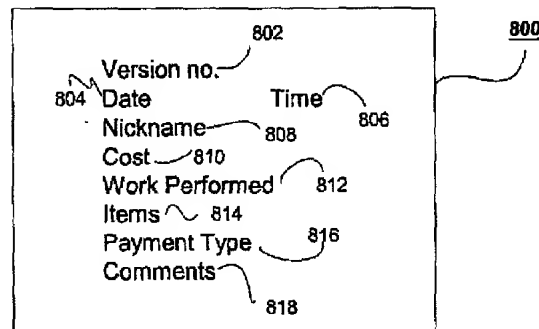 802
800
Version no.
804 Date Time 806
Nickname 808
Cost 810
Work Performed 812
Items 814
Payment Type 816
Comments
818